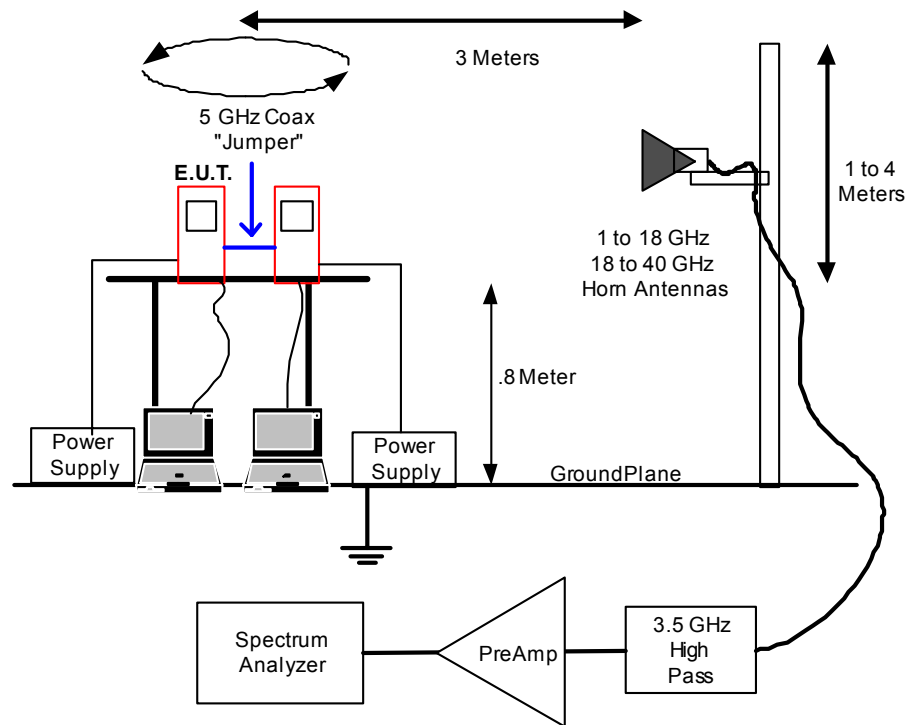 3 Meters
5 GHz Coax
"Jumper"
E.U.T.
1 to 4
Meters
1 to 18 GHz
18 to 40 GHz
Horn Antennas
.8 Meter
Power
Supply
Power
Supply
GroundPlane
Spectrum
Analyzer
PreAmp
3.5 GHz
High
Pass